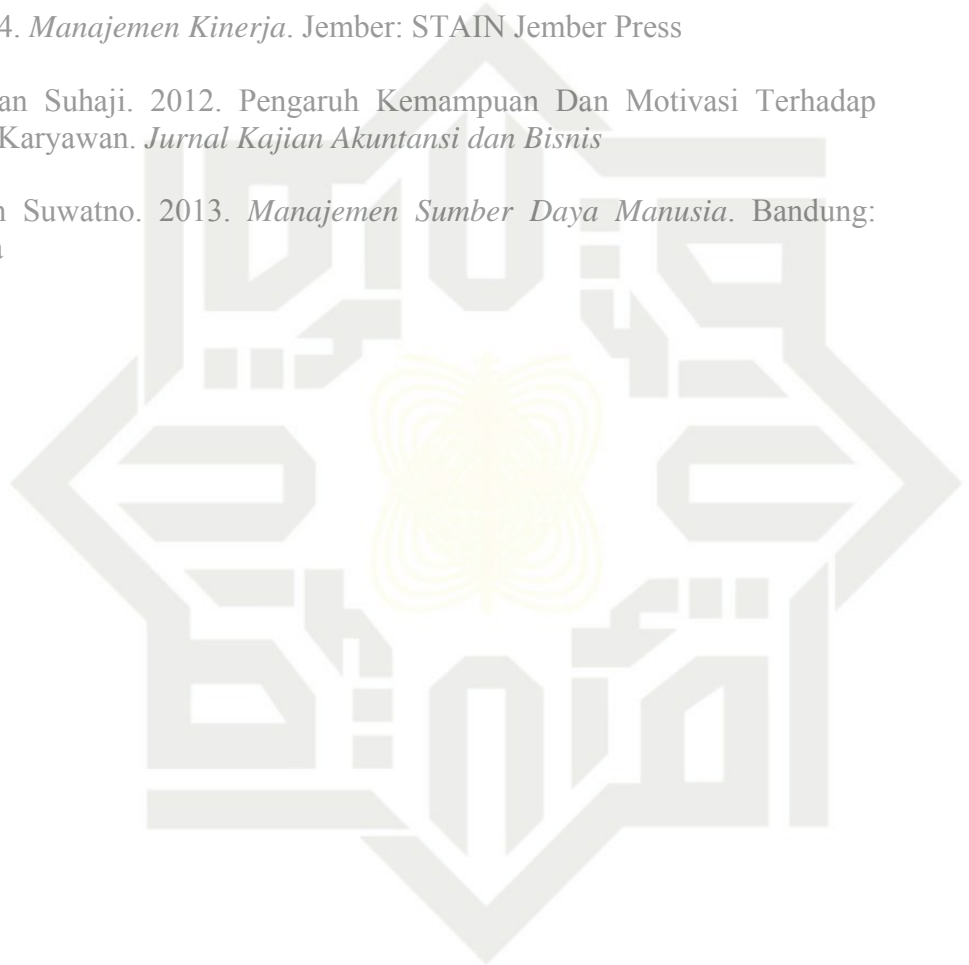 4. Manajemen Kinerja. Jember: STAIN Jember Press
an Suhaji. 2012. Pengaruh Kemampuan Dan Motivasi Terhadap
Karyawan. Jurnal Kajian Akuntansi dan Bisnis
n Suwatno. 2013. Manajemen Sumber Daya Manusia. Bandung:
a